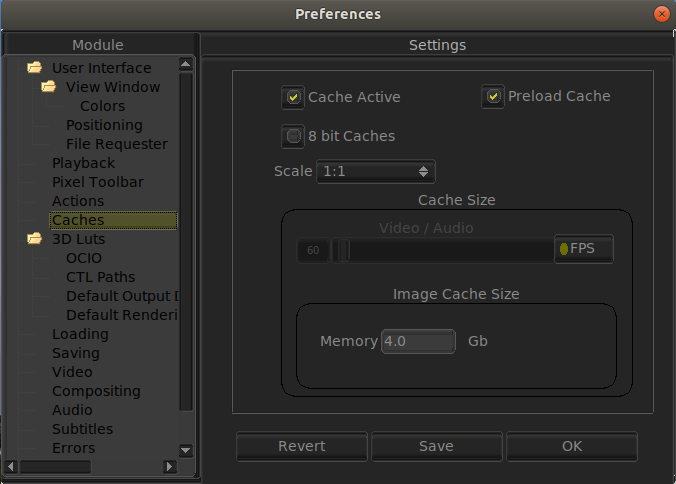 Preferences
Module
Settings
User Interface
View Window
Colors
Positioning
File Requester
Playback
Pixel Toolbar
Actions
Caches
3D Luts
OCIO
CTL Paths
Default Output D
Default Renderi
Loading
Saving
Video
Compositing
Audio
Subtitles
Errors
Cache Active
Preload Cache
8 bit Caches
Scale 1:1
Cache Size
Video / Audio
60
FPS
Image Cache Size
Memory 4.0 Gb
Revert
Save
OK